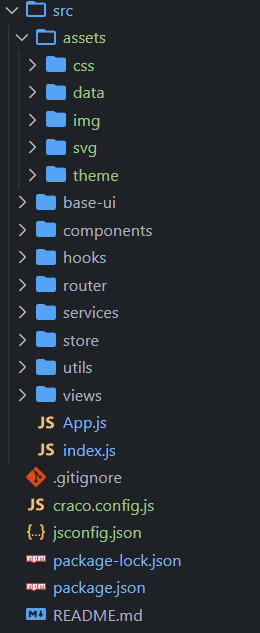 src
assets
css
data
img
svg
theme
base-ui
components
hooks
router
services
store
utils
views
JS App.js
JS index.js
.gitignore
JS craco.config.js
{..} jsconfig.json
npm package-lock.json
npm package.json
M README.md